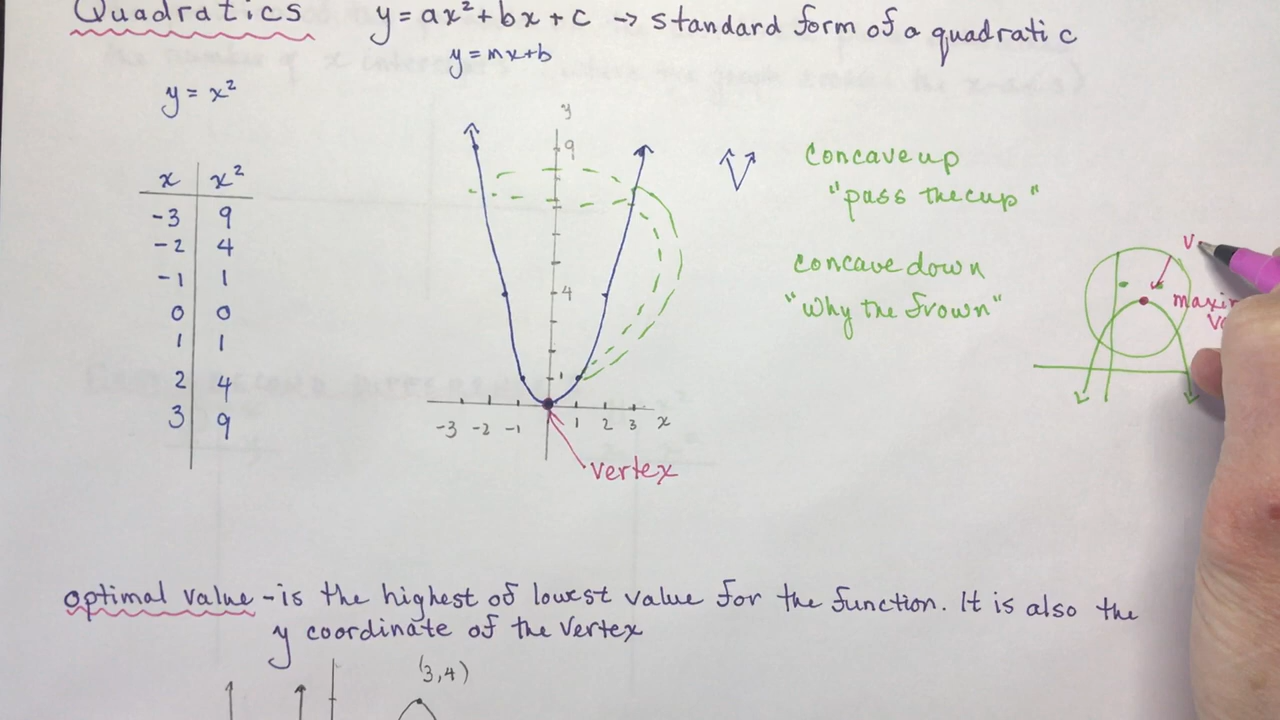 Quadratics y = ax² + bx + c → standard form of a quadratic
y = mx + b
y = x²
x x²
-3 9
-2 4
-1 1
0 0
1 1
2 4
3 9
y
9
4
1
-3 -2 -1 1 2 3 x
vertex
Concave up
"pass the cup"
concave down
"Why the frown"
V
optimal value - is the highest of lowest value for the function. It is also the
y coordinate of the vertex
(3,4)